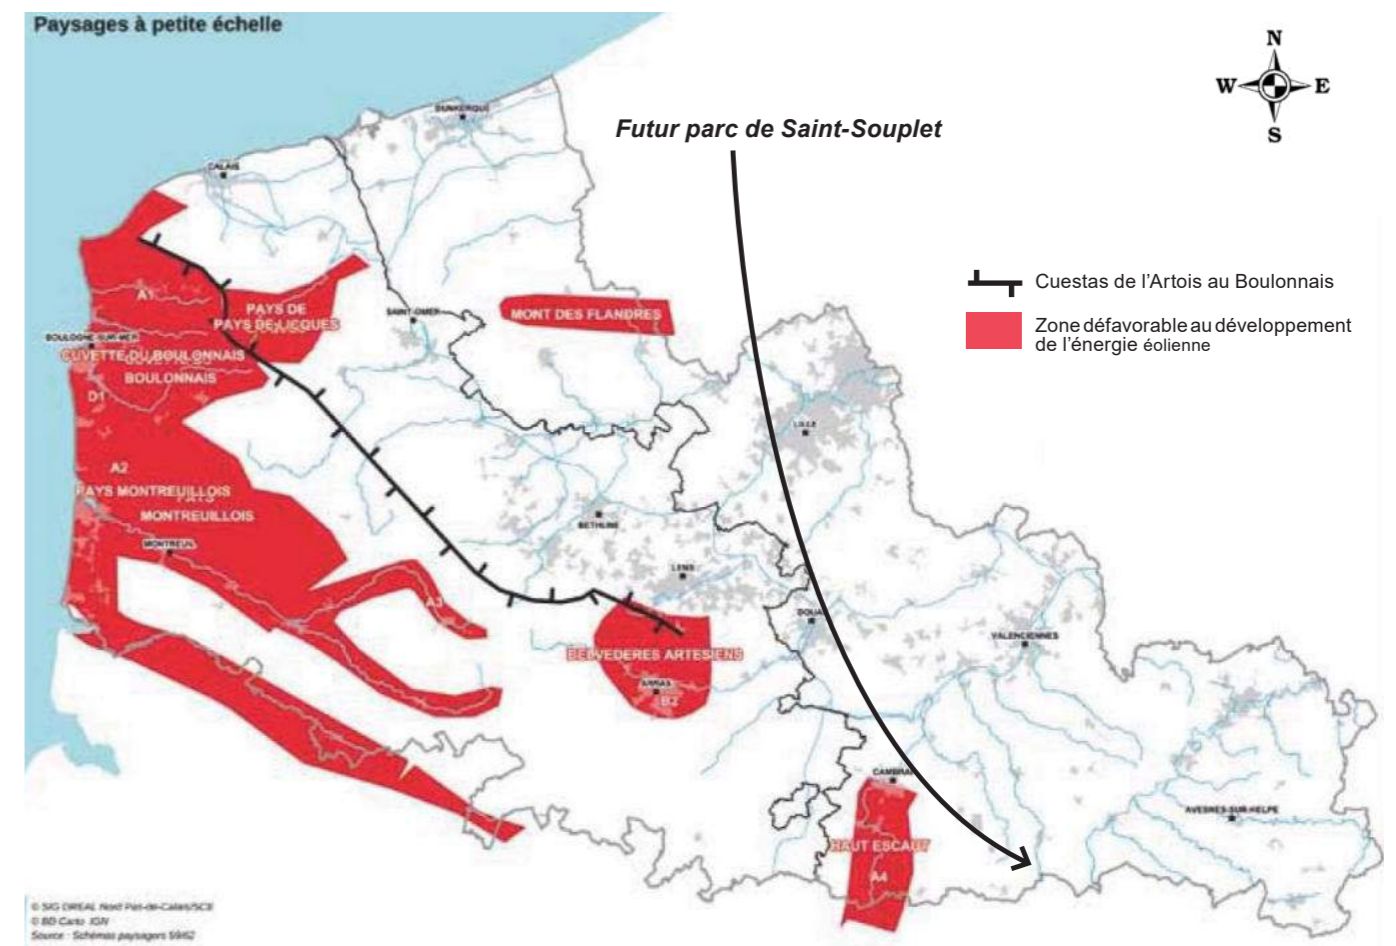 Paysages à petite échelle
N
W E
S
DUNKERQUE
Futur parc de Saint-Souplet
CALAIS
Cuestas de l'Artois au Boulonnais
A1
PAYS DE
PAYS DE LICQUES
SAINT-OMER
MONT DES FLANDRES
Zone défavorable au développement
de l'énergie éolienne
BOULOGNE-SUR-MER
CUVETTE DU BOULONNAIS
BOULONNAIS
D1
LILLE
A2
PAYS MONTREUILLOIS
MONTREUILLOIS
BETHUNE
MONTREUIL
LENS
A3
DOUAI
VALENCIENNES
BELVEDERES ARTESIENS
ARRAS
B2
CAMBRAI
AVESNES-SUR-HELPE
HAUT ESCAUT
A4
© SIG DREAL Nord Pas-de-Calais/SCE
© BD Carto IGN
Source : Schémas paysagers 59/62